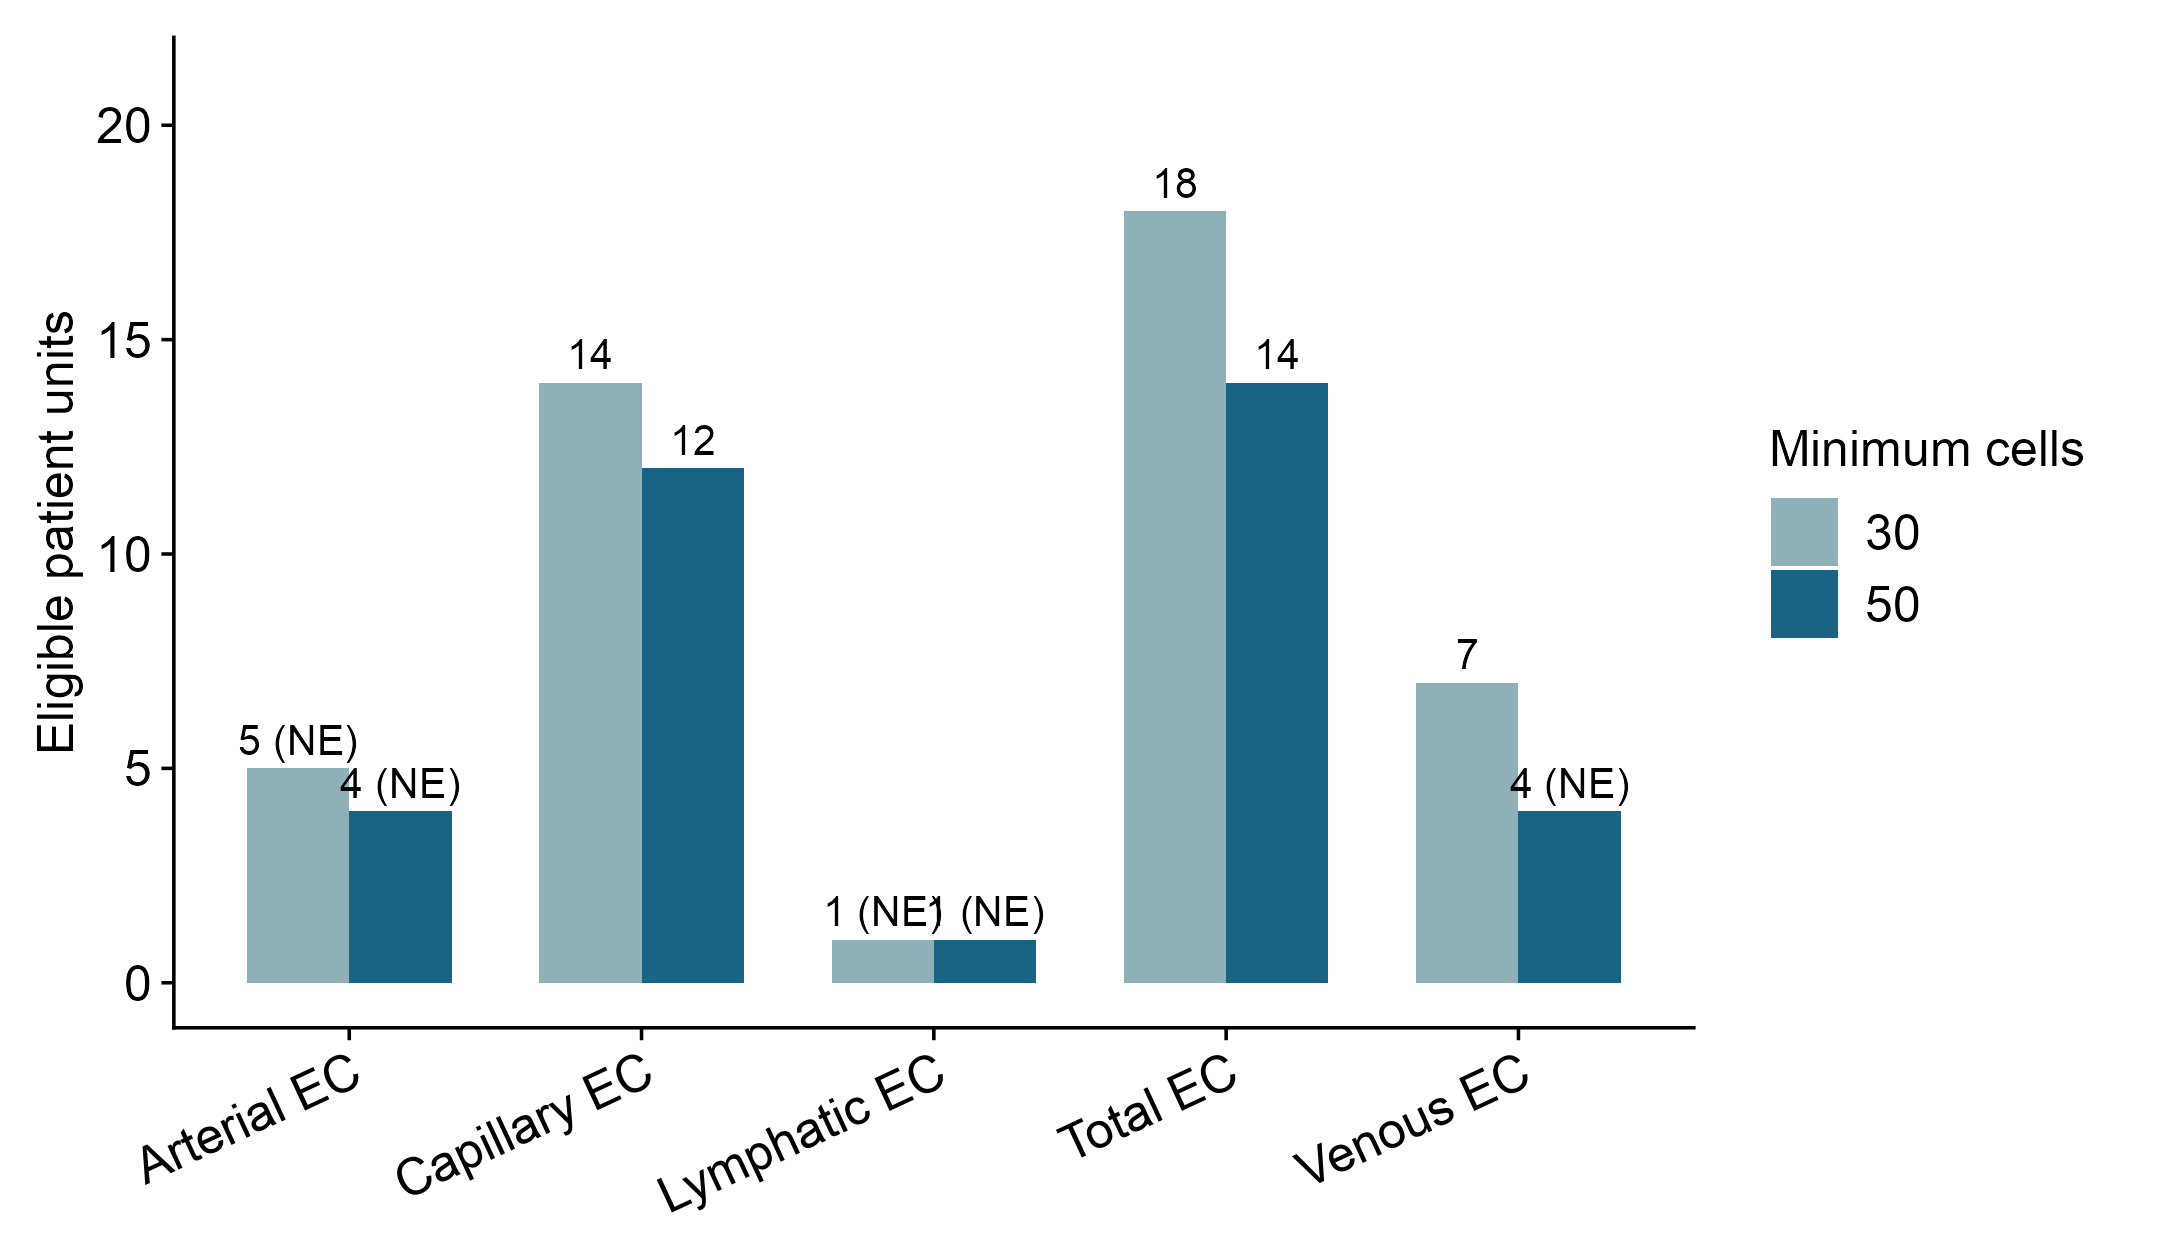 Eligible patient units
20
15
10
5
0
5 (NE)
4 (NE)
14
12
1 (NE)
1 (NE)
18
14
7
4 (NE)
Arterial EC
Capillary EC
Lymphatic EC
Total EC
Venous EC
Minimum cells
30
50